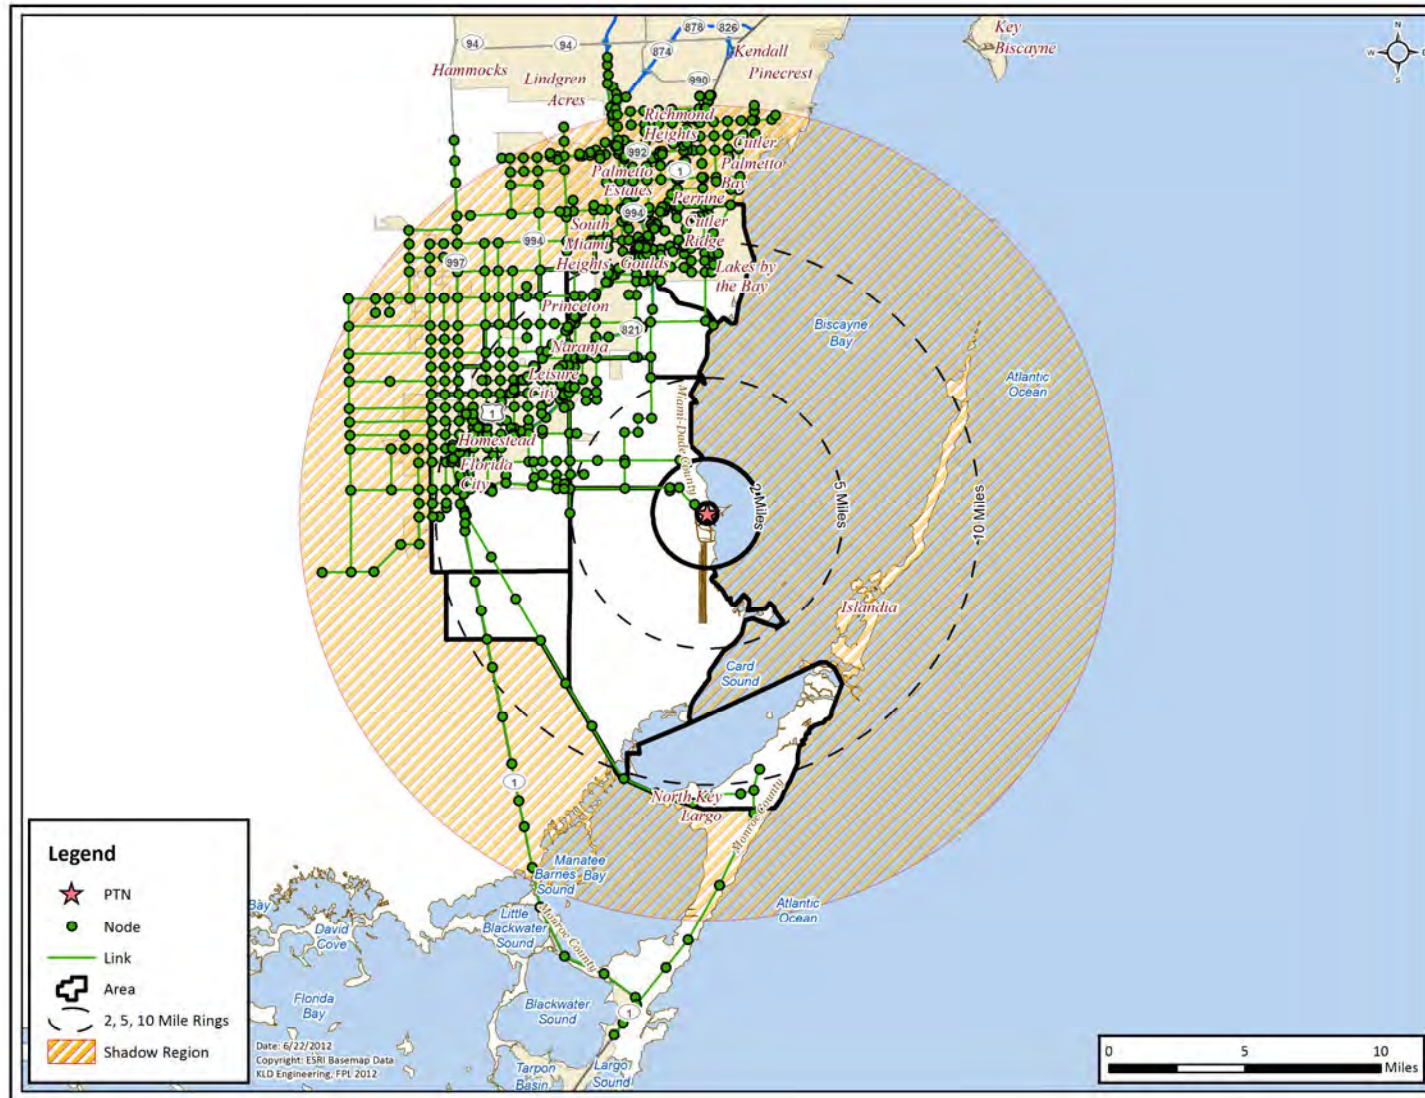 Key
Biscayne
N
W
S
878
826
94
94
874
Kendall
Hammocks
Pinecrest
Lindgren
Acres
990
Richmond
Heights
992
Cutler
Palmetto
Bay
Palmetto
Estates
1
Perrine
994
South
Miami
Heights
Cutler
Ridge
994
997
Goulds
Lakes by
the Bay
Princeton
821
Biscayne
Bay
Naranja
Leisure
City
Atlantic
Ocean
1
Miami-Dade County
Homestead
Florida
City
2 Miles
5 Miles
10 Miles
Islandia
Card
Sound
1
North Key
Largo
Monroe County
Manatee
Bay
Barnes
Sound
Atlantic
Ocean
Little
Blackwater
Sound
Monroe County
Bay
David
Cove
Florida
Bay
Blackwater
Sound
1
Tarpon
Basin
Largo
Sound
Legend
PTN
Node
Link
Area
2, 5, 10 Mile Rings
Shadow Region
Date: 6/22/2012
Copyright: ESRI Basemap Data
KLD Engineering, FPL 2012
0
5
10
Miles